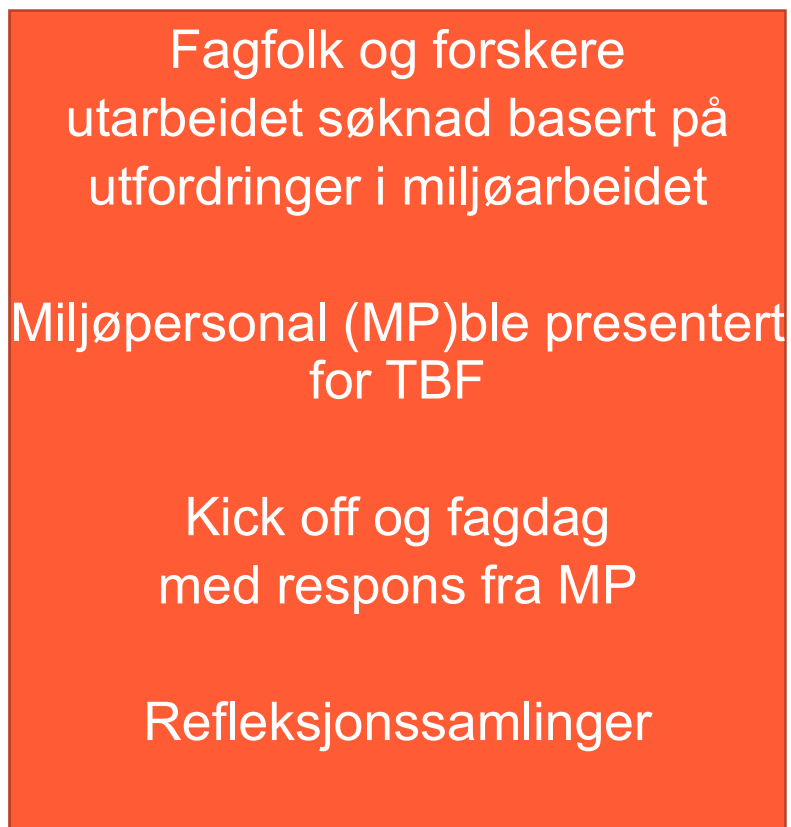 Fagfolk og forskere
utarbeidet søknad basert på
utfordringer i miljøarbeidet
Miljøpersonal (MP)ble presentert
for TBF
Kick off og fagdag
med respons fra MP
Refleksjonssamlinger